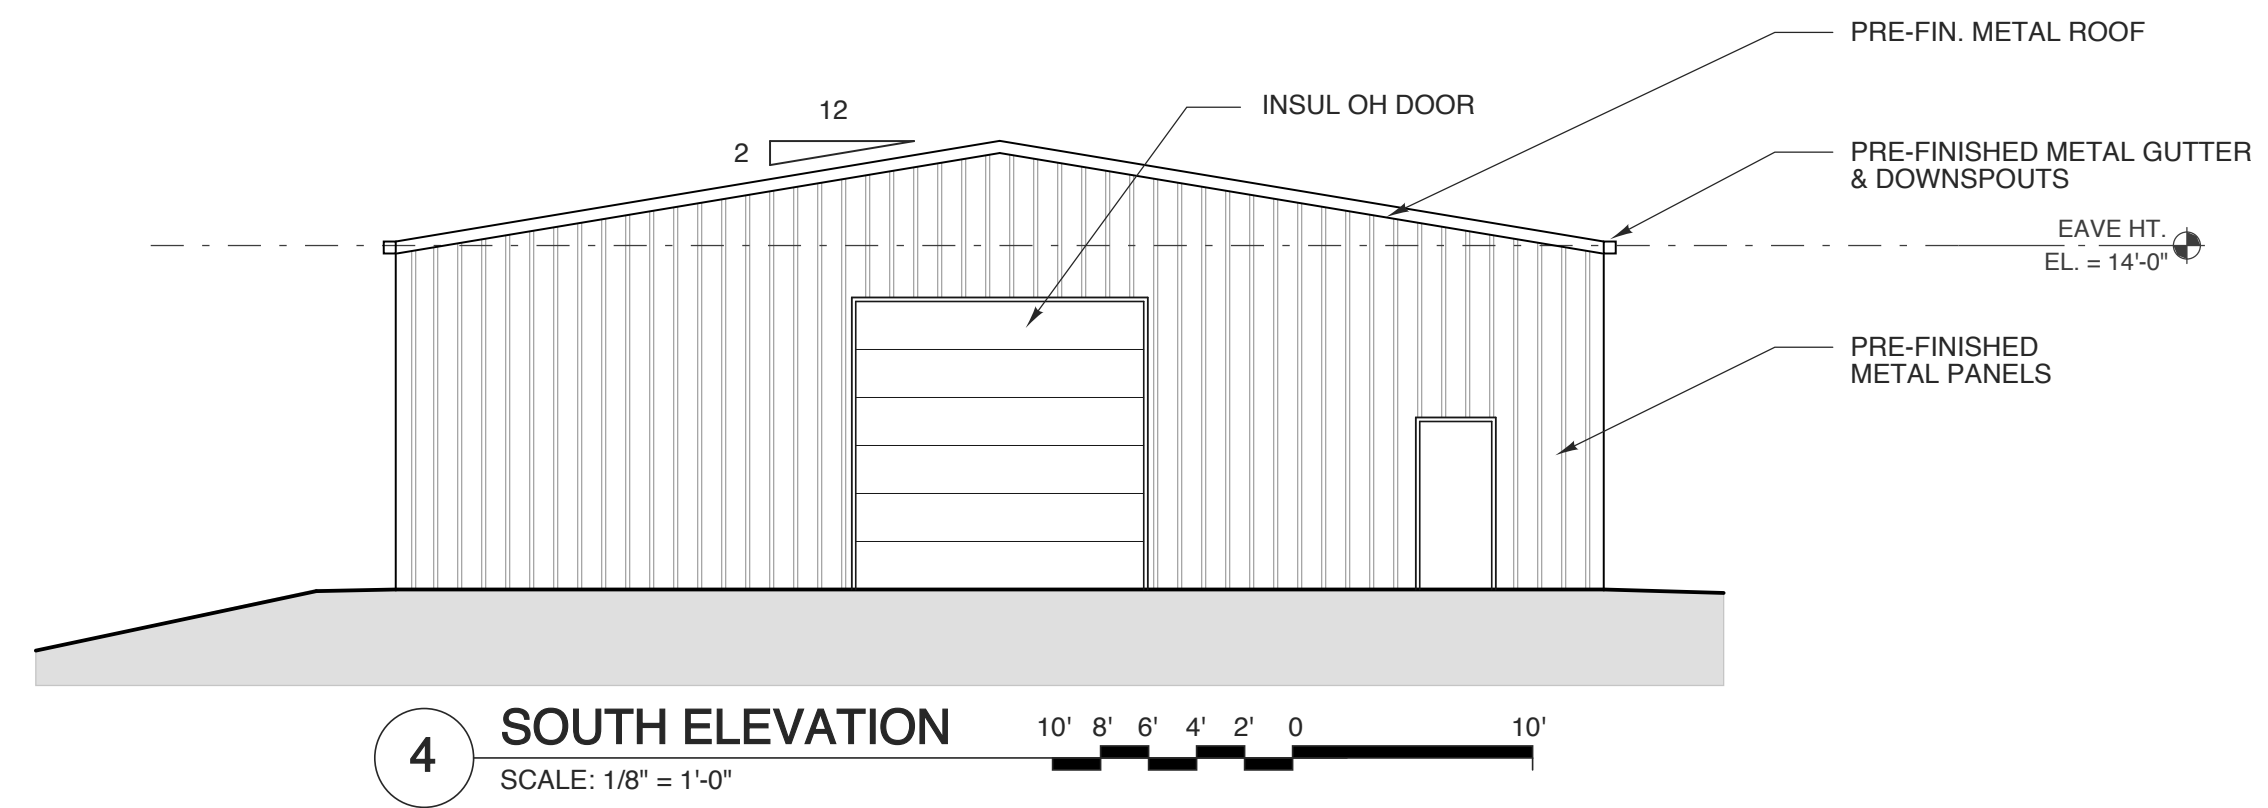 PRE-FIN. METAL ROOF
12
INSUL OH DOOR
2
PRE-FINISHED METAL GUTTER
& DOWNSPOUTS
EAVE HT.
EL. = 14'-0"
PRE-FINISHED
METAL PANELS
4
SOUTH ELEVATION
SCALE: 1/8" = 1'-0"
10' 8' 6' 4' 2' 0 10'